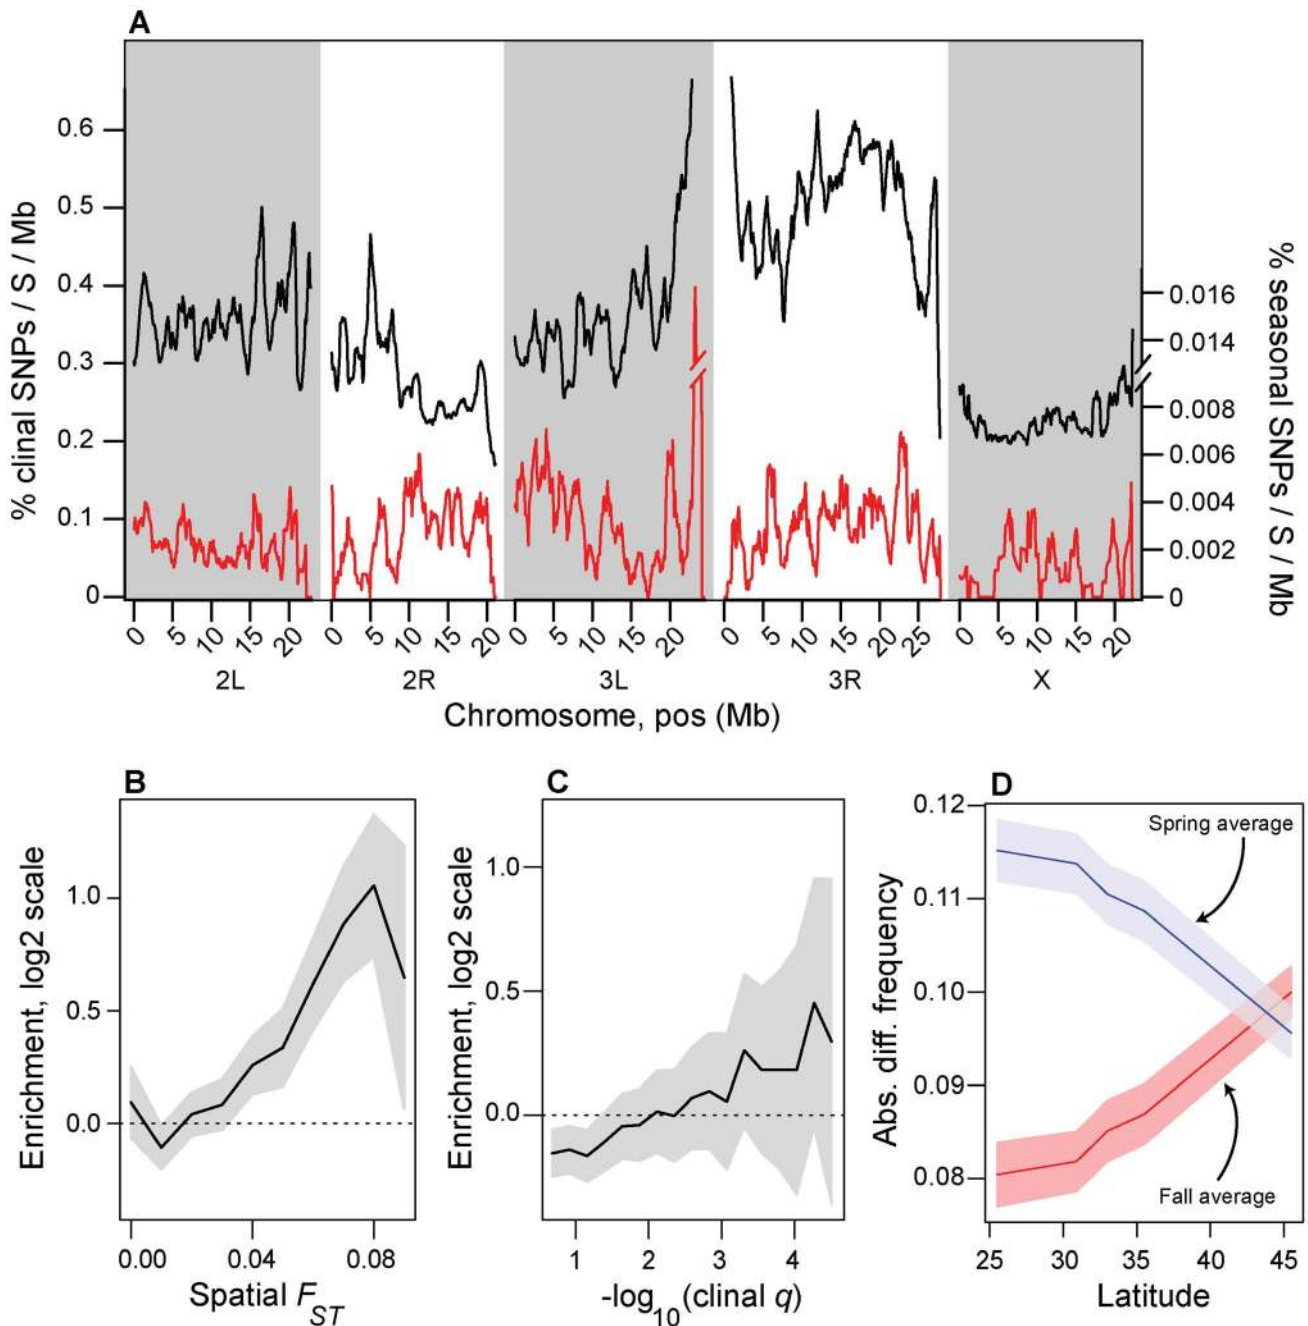 A
% clinal SNPs / S / Mb
0.6
0.5
0.4
0.3
0.2
0.1
0
% seasonal SNPs / S / Mb
0.016
0.014
0.008
0.006
0.004
0.002
0
0 5 10 15 20 0 5 10 15 20 0 5 10 15 20 0 5 10 15 20 25 0 5 10 15 20
2L 2R 3L 3R X
Chromosome, pos (Mb)
B
Enrichment, log2 scale
1.0
0.5
0.0
0.00 0.04 0.08
Spatial F_ST
C
Enrichment, log2 scale
1.0
0.5
0.0
1 2 3 4
-log10(clinal q)
D
Abs. diff. frequency
0.12
0.11
0.10
0.09
0.08
Spring average
Fall average
25 30 35 40 45
Latitude